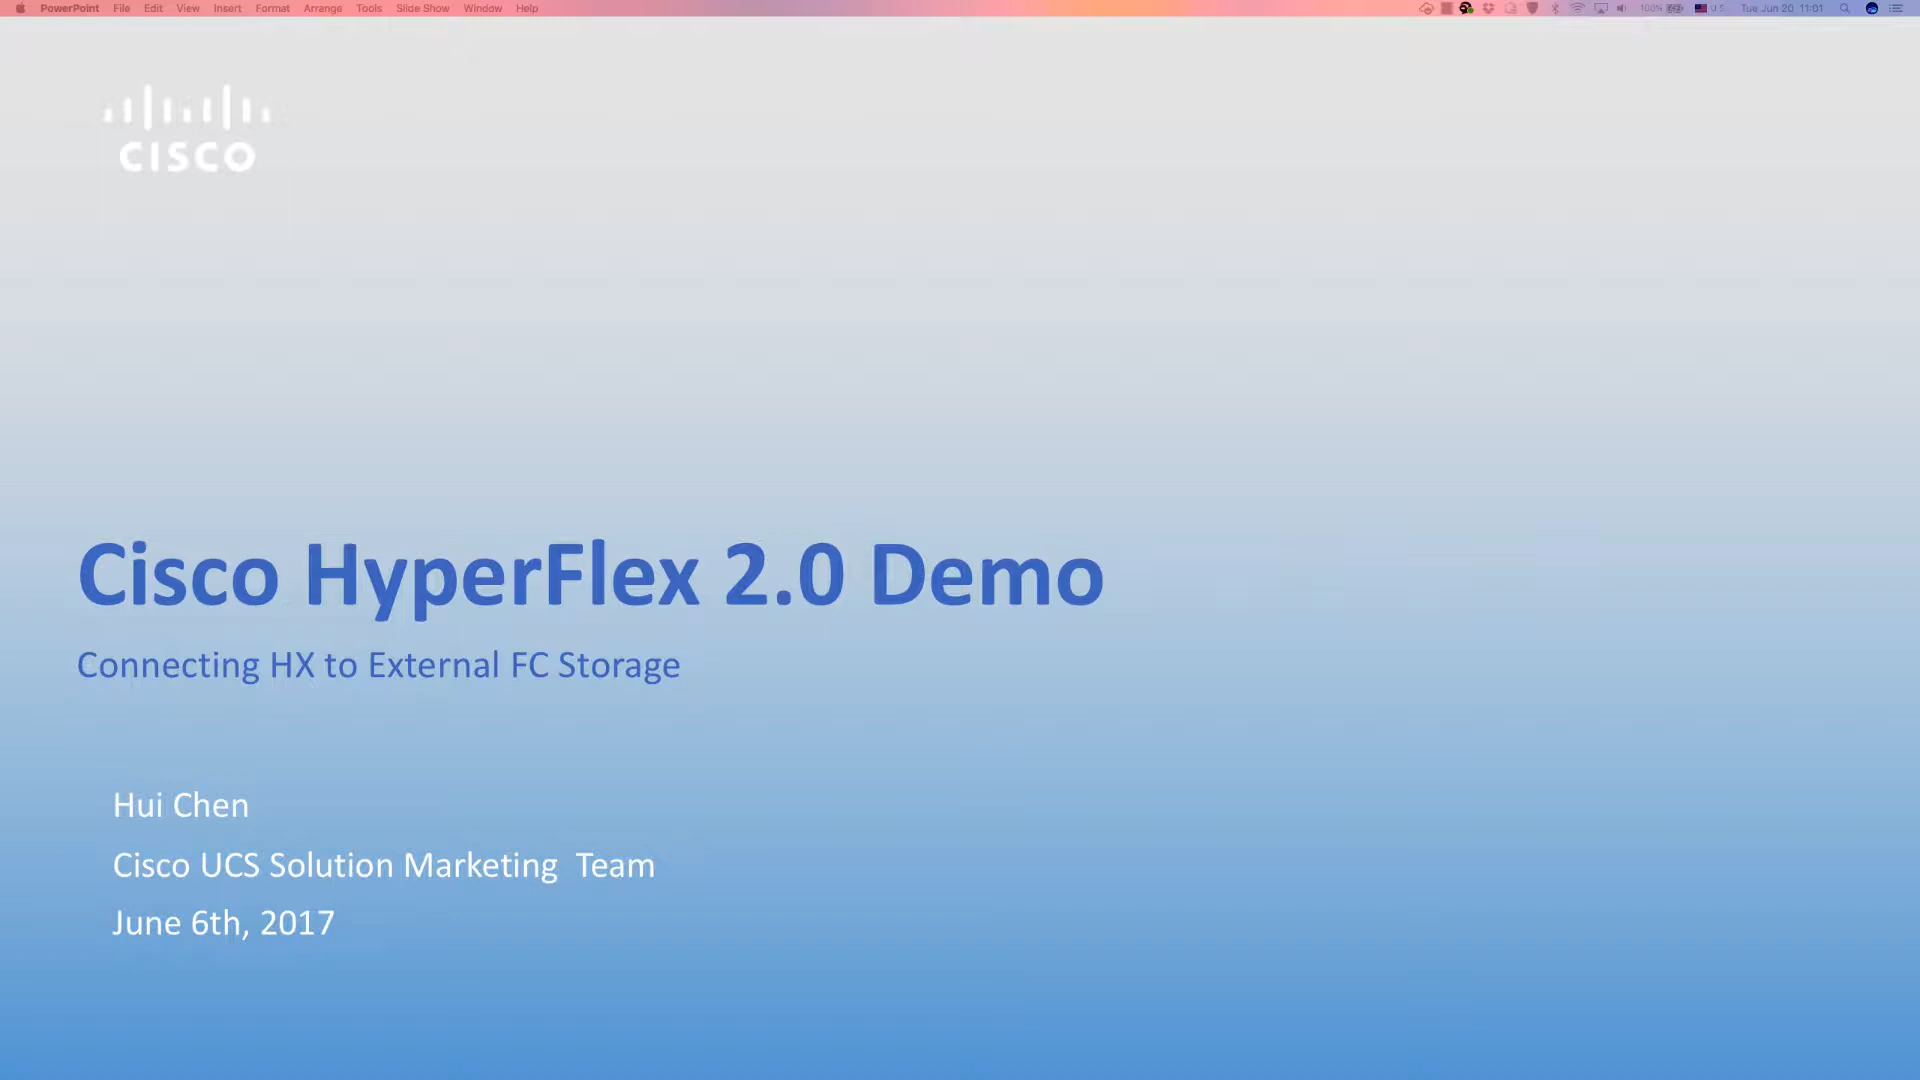 PowerPoint File Edit View Insert Format Arrange Tools Slide Show Window Help 100% U.S. Tue Jun 20 11:01
CISCO
Cisco HyperFlex 2.0 Demo
Connecting HX to External FC Storage
Hui Chen
Cisco UCS Solution Marketing Team
June 6th, 2017